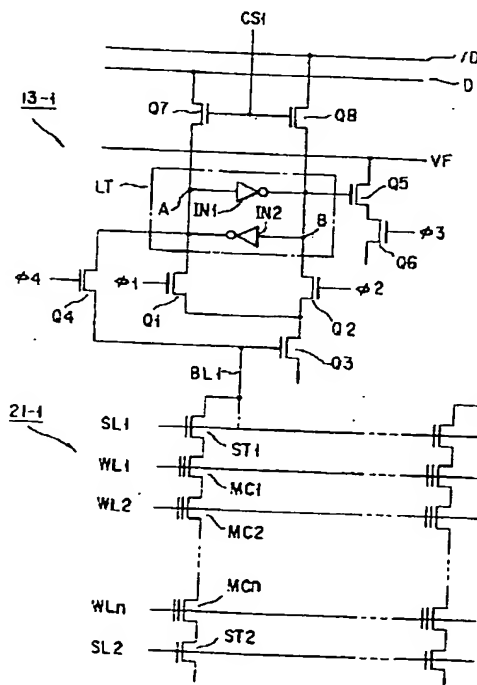 CS1
/D
D
13-1
Q7
Q8
VF
LT
A
IN1
IN2
B
Q5
φ3
Q6
φ4
Q4
φ1
Q1
φ2
Q2
Q3
BL1
21-1
SL1
ST1
WL1
MC1
WL2
MC2
MCn
WLn
SL2
ST2